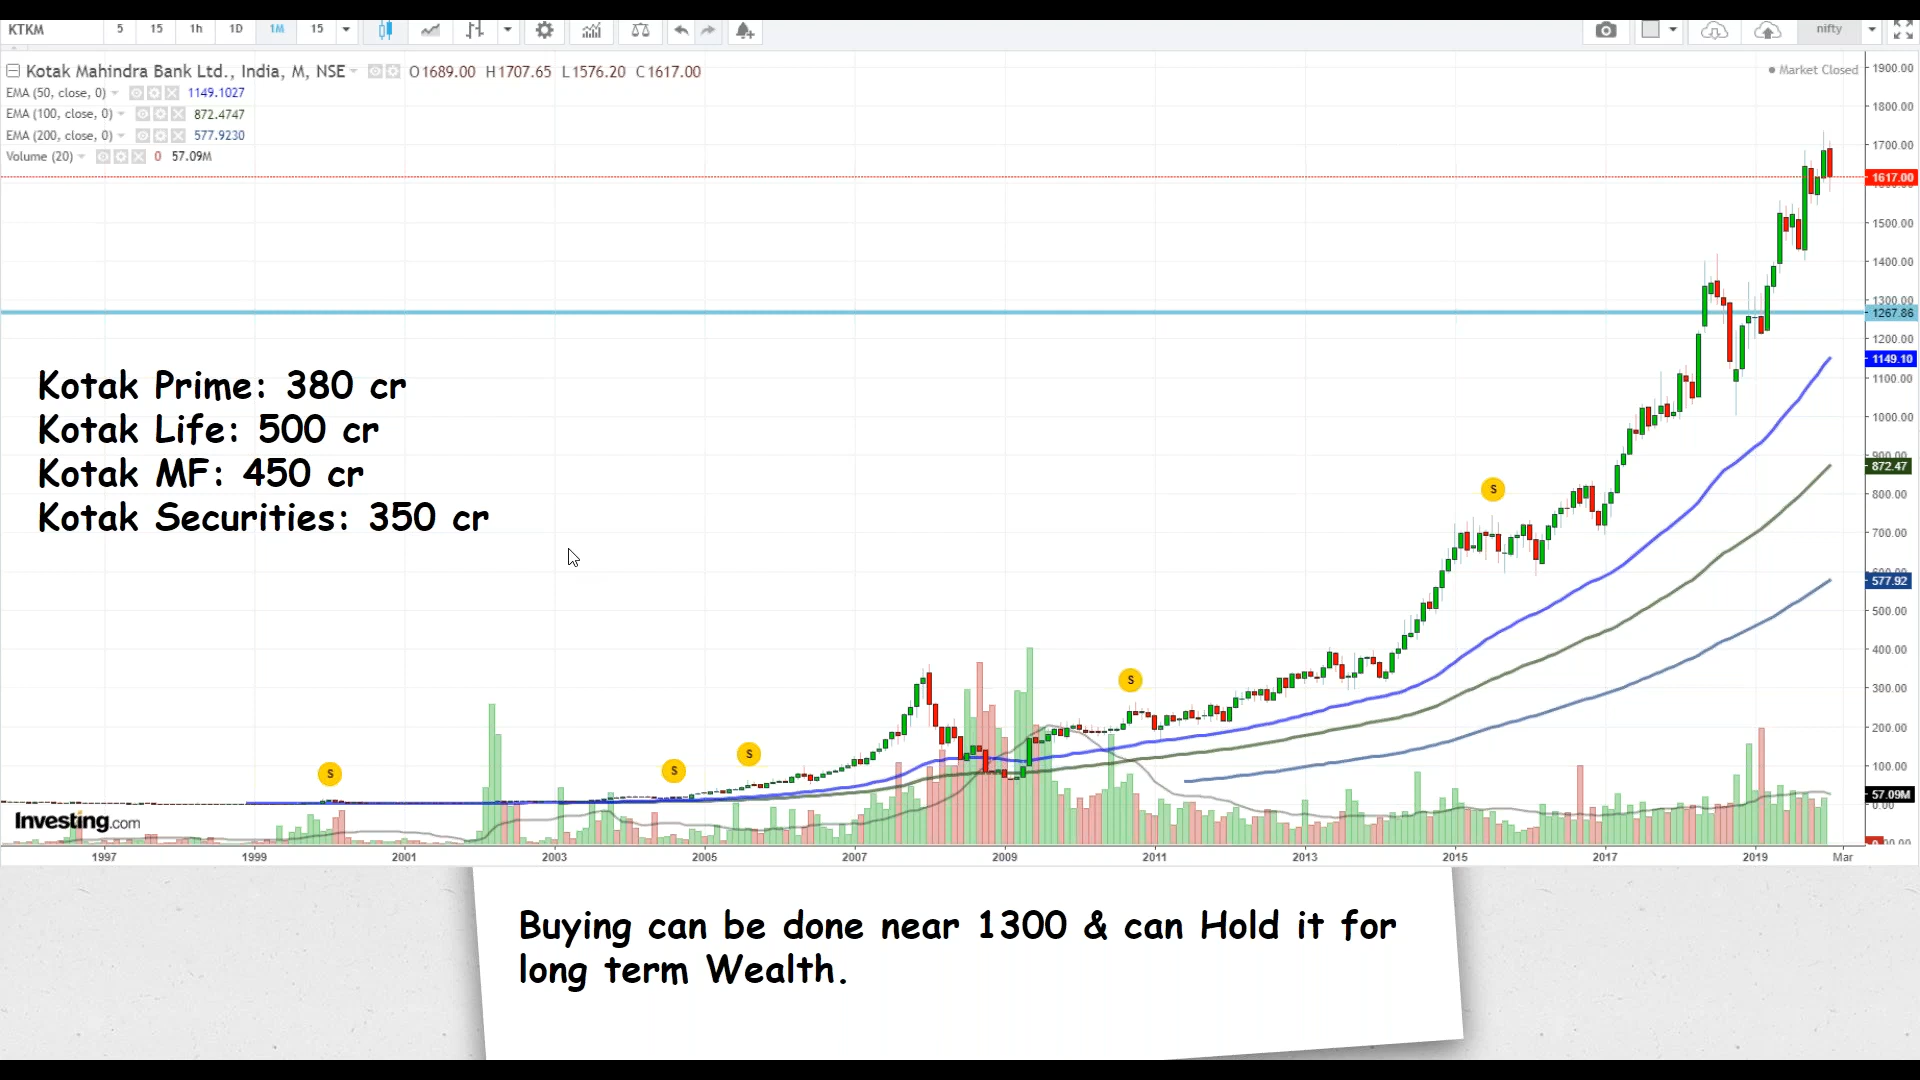 KTKM 5 15 1h 1D 1M 15 nifty
Kotak Mahindra Bank Ltd., India, M, NSE O1689.00 H1707.65 L1576.20 C1617.00
Market Closed
EMA (50, close, 0) 1149.1027
EMA (100, close, 0) 872.4747
EMA (200, close, 0) 577.9230
Volume (20) 0 57.09M
1900.00
1800.00
1700.00
1617.00
1500.00
1400.00
1300.00
1267.86
1200.00
1149.10
1100.00
1000.00
900.00
872.47
800.00
700.00
600.00
577.92
500.00
400.00
300.00
200.00
100.00
57.09M
0.00
Kotak Prime: 380 cr
Kotak Life: 500 cr
Kotak MF: 450 cr
Kotak Securities: 350 cr
S
S
S
S
S
Investing.com
1997 1999 2001 2003 2005 2007 2009 2011 2013 2015 2017 2019 Mar
Buying can be done near 1300 & can Hold it for
long term Wealth.